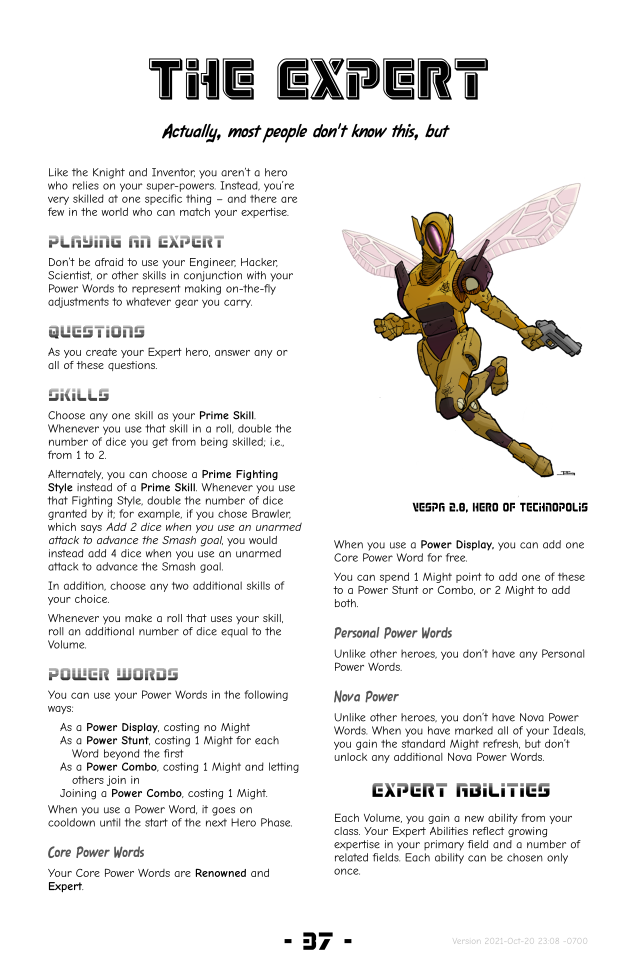 THE EXPERT
Actually, most people don't know this, but
Like the Knight and Inventor, you aren't a hero
who relies on your super-powers. Instead, you're
very skilled at one specific thing – and there are
few in the world who can match your expertise.
PLAYING AN EXPERT
Don't be afraid to use your Engineer, Hacker,
Scientist, or other skills in conjunction with your
Power Words to represent making on-the-fly
adjustments to whatever gear you carry.
QUESTIONS
As you create your Expert hero, answer any or
all of these questions.
SKILLS
Choose any one skill as your Prime Skill.
Whenever you use that skill in a roll, double the
number of dice you get from being skilled; i.e.,
from 1 to 2.
Alternately, you can choose a Prime Fighting
Style instead of a Prime Skill. Whenever you use
that Fighting Style, double the number of dice
granted by it; for example, if you chose Brawler,
which says Add 2 dice when you use an unarmed
attack to advance the Smash goal, you would
instead add 4 dice when you use an unarmed
attack to advance the Smash goal.
In addition, choose any two additional skills of
your choice.
Whenever you make a roll that uses your skill,
roll an additional number of dice equal to the
Volume.
POWER WORDS
You can use your Power Words in the following
ways:
As a Power Display, costing no Might
As a Power Stunt, costing 1 Might for each
Word beyond the first
As a Power Combo, costing 1 Might and letting
others join in
Joining a Power Combo, costing 1 Might.
When you use a Power Word, it goes on
cooldown until the start of the next Hero Phase.
Core Power Words
Your Core Power Words are Renowned and
Expert.
VESPA 2.0, HERO OF TECHNOPOLIS
When you use a Power Display, you can add one
Core Power Word for free.
You can spend 1 Might point to add one of these
to a Power Stunt or Combo, or 2 Might to add
both.
Personal Power Words
Unlike other heroes, you don't have any Personal
Power Words.
Nova Power
Unlike other heroes, you don't have Nova Power
Words. When you have marked all of your Ideals,
you gain the standard Might refresh, but don't
unlock any additional Nova Power Words.
EXPERT ABILITIES
Each Volume, you gain a new ability from your
class. Your Expert Abilities reflect growing
expertise in your primary field and a number of
related fields. Each ability can be chosen only
once.
- 37 -
Version 2021-Oct-20 23:08 -0700